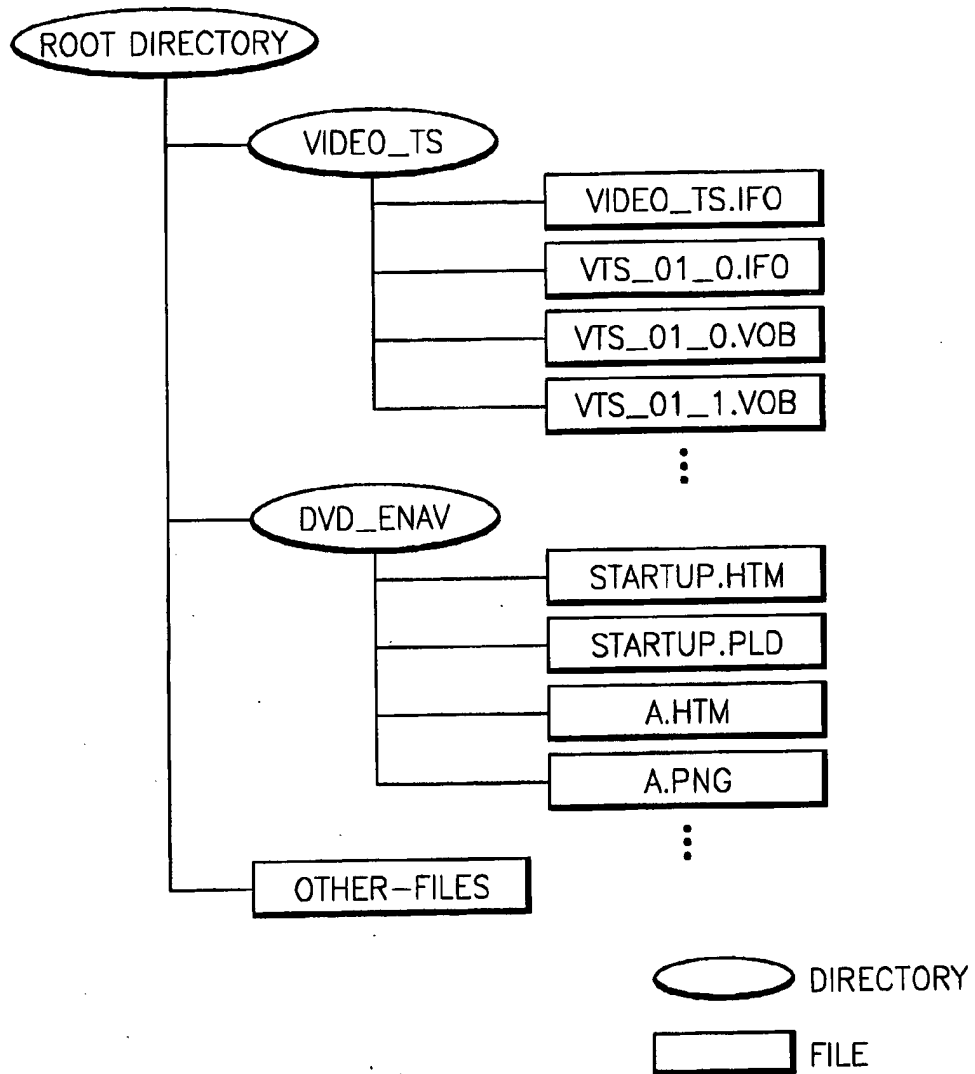 ROOT DIRECTORY
VIDEO_TS
VIDEO_TS.IFO
VTS_01_0.IFO
VTS_01_0.VOB
VTS_01_1.VOB
DVD_ENAV
STARTUP.HTM
STARTUP.PLD
A.HTM
A.PNG
OTHER-FILES
DIRECTORY
FILE